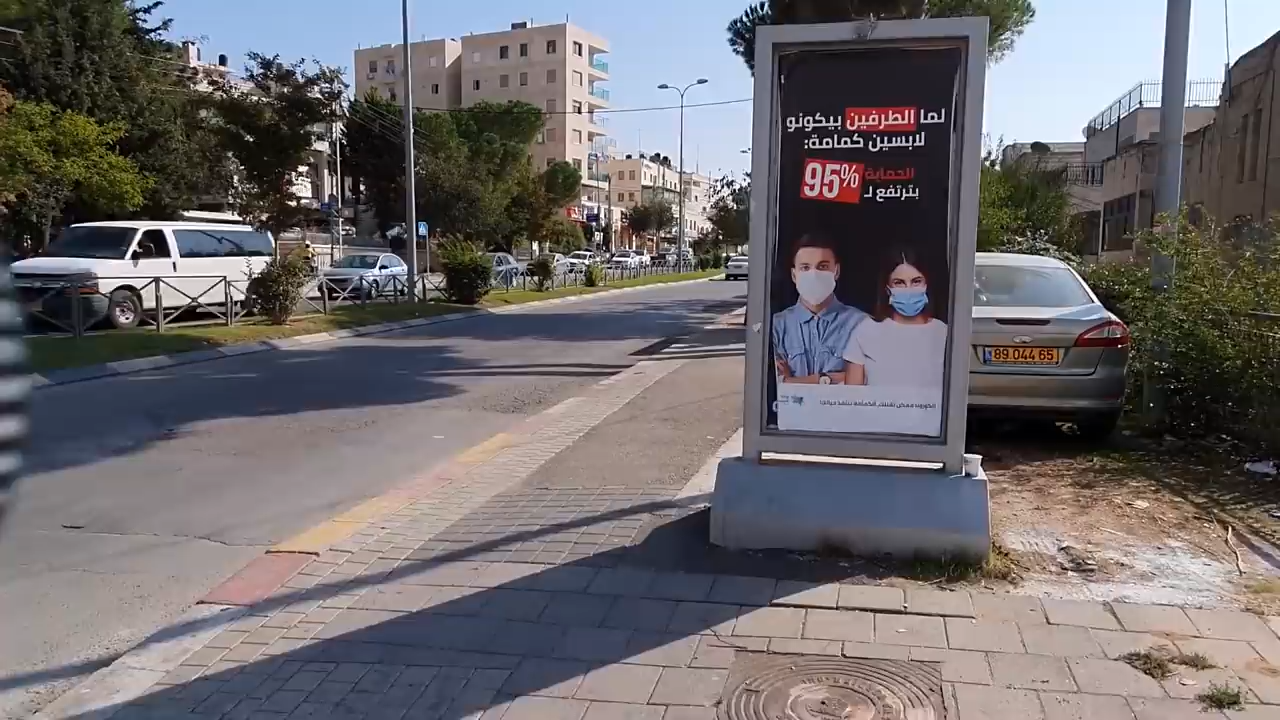 لما الطرفين بيكونو
لابسين كمامة:
الحماية
بترتفع لـ 95%
89 044 65